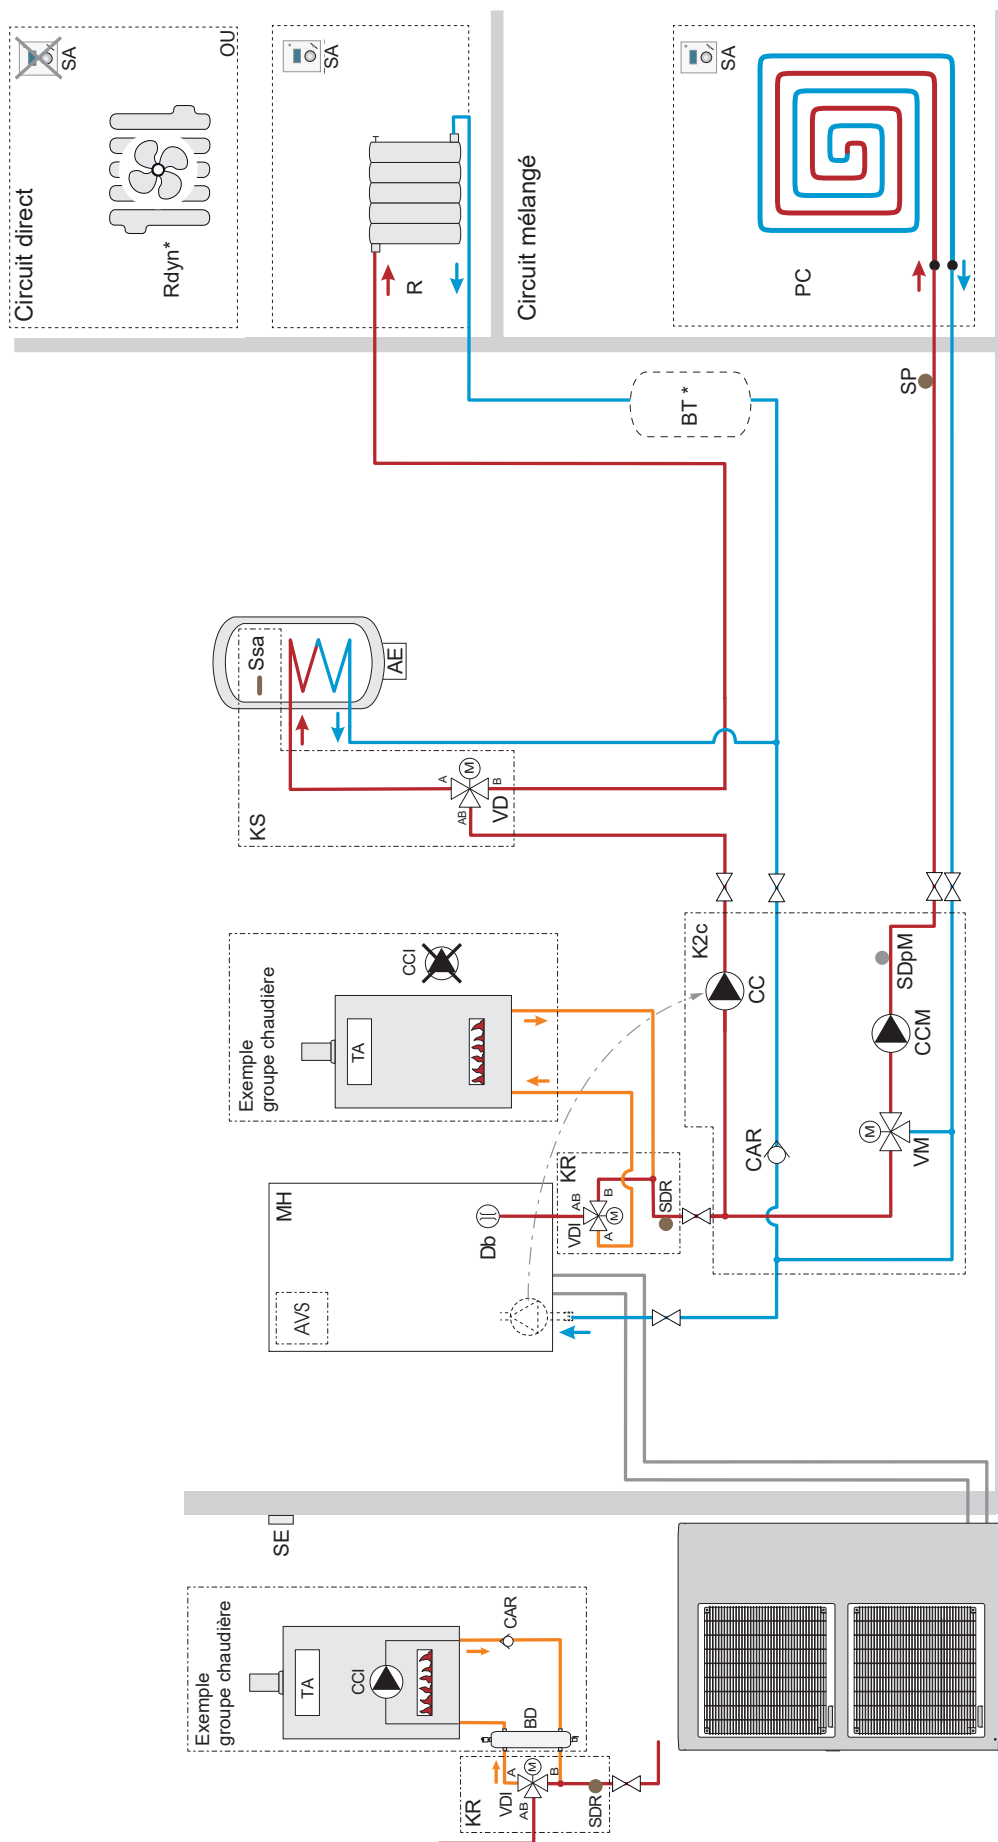 Circuit direct
SA
OU
Rdyn*
SA
R
Circuit mélangé
SA
PC
SP
BT *
Ssa
AE
KS
A
M
B
AB
VD
Exemple
groupe chaudière
TA
CCI
K2c
CC
SDpM
CCM
M
VM
CAR
MH
AVS
Db
KR
VDI
AB
B
A
M
SDR
SE
Exemple
groupe chaudière
TA
CCI
CAR
BD
KR
VDI
A
M
B
AB
SDR